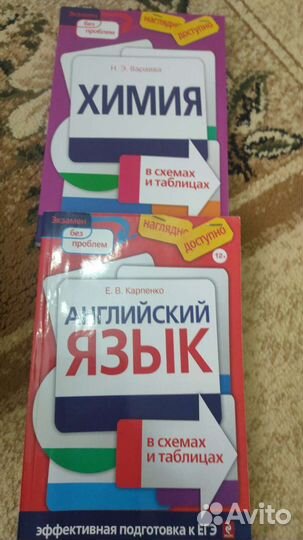 Экзамен
без
проблем
наглядно
доступно
Н. Э. Варавва
ХИМИЯ
в схемах
и таблицах
Экзамен
без
проблем
наглядно
доступно
12+
Е. В. Карпенко
АНГЛИЙСКИЙ
ЯЗЫК
в схемах
и таблицах
эффективная подготовка к ЕГЭ
Avito